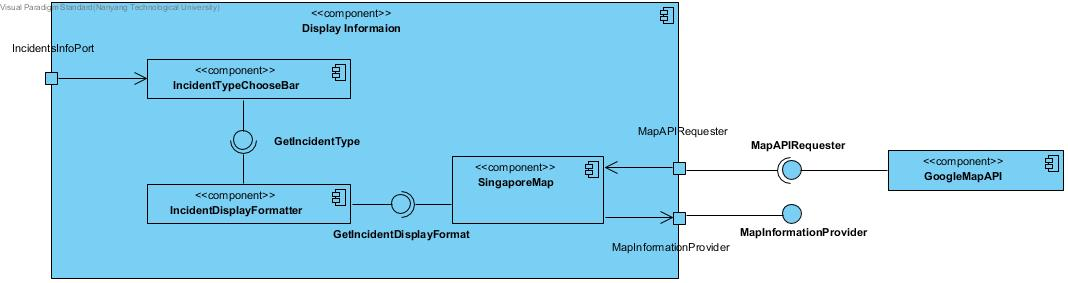 Visual Paradigm Standard(Nanyang Technological University)
<<component>>
Display Informaion
IncidentsInfoPort
<<component>>
IncidentTypeChooseBar
GetIncidentType
MapAPIRequester
MapAPIRequester
<<component>>
SingaporeMap
<<component>>
GoogleMapAPI
<<component>>
IncidentDisplayFormatter
GetIncidentDisplayFormat
MapInformationProvider
MapInformationProvider